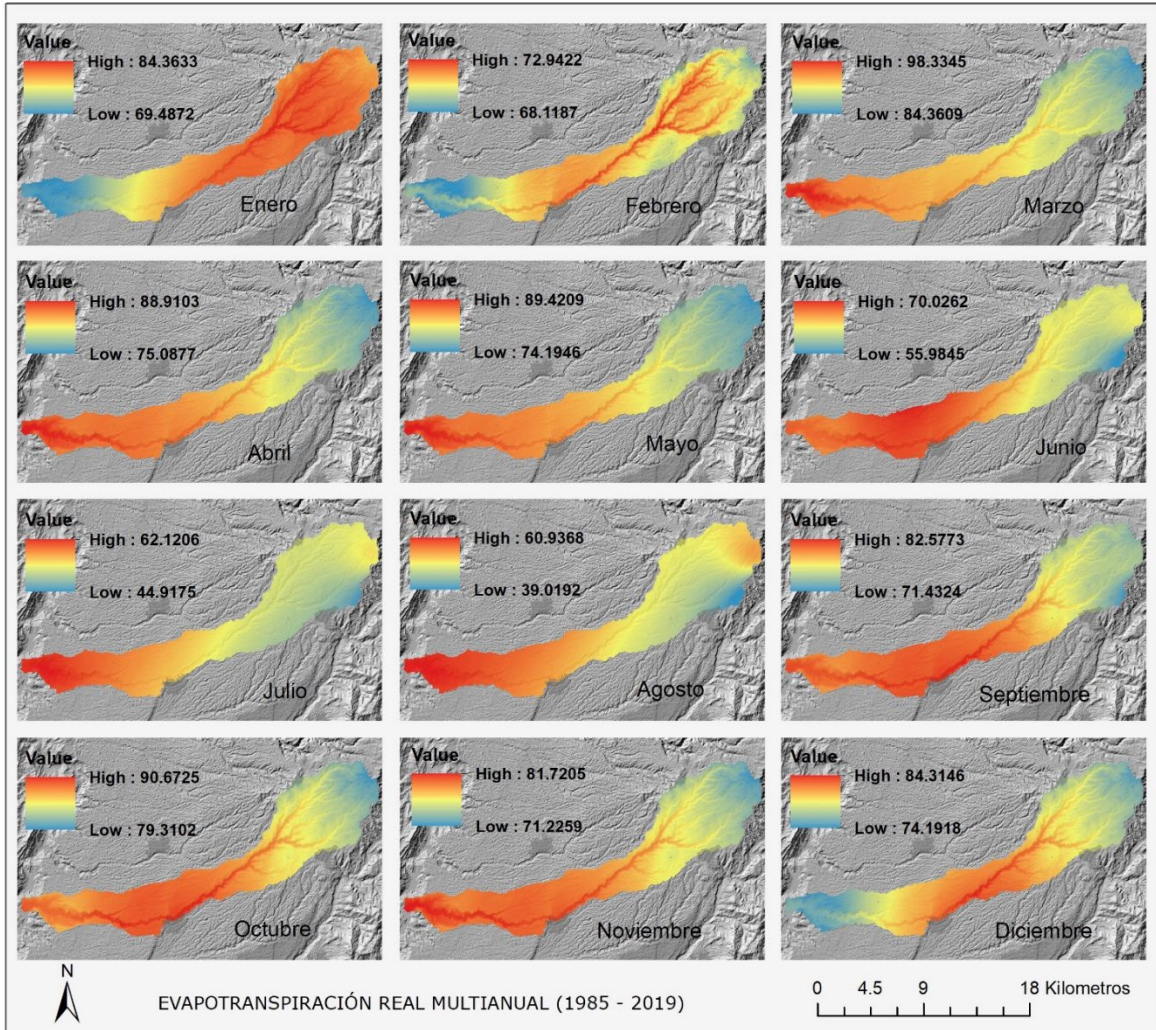 Value
High : 84.3633
Low : 69.4872
Enero
Value
High : 72.9422
Low : 68.1187
Febrero
Value
High : 98.3345
Low : 84.3609
Marzo
Value
High : 88.9103
Low : 75.0877
Abril
Value
High : 89.4209
Low : 74.1946
Mayo
Value
High : 70.0262
Low : 55.9845
Junio
Value
High : 62.1206
Low : 44.9175
Julio
Value
High : 60.9368
Low : 39.0192
Agosto
Value
High : 82.5773
Low : 71.4324
Septiembre
Value
High : 90.6725
Low : 79.3102
Octubre
Value
High : 81.7205
Low : 71.2259
Noviembre
Value
High : 84.3146
Low : 74.1918
Diciembre
N
EVAPOTRANSPIRACIÓN REAL MULTIANUAL (1985 - 2019)
0 4.5 9 18 Kilometros